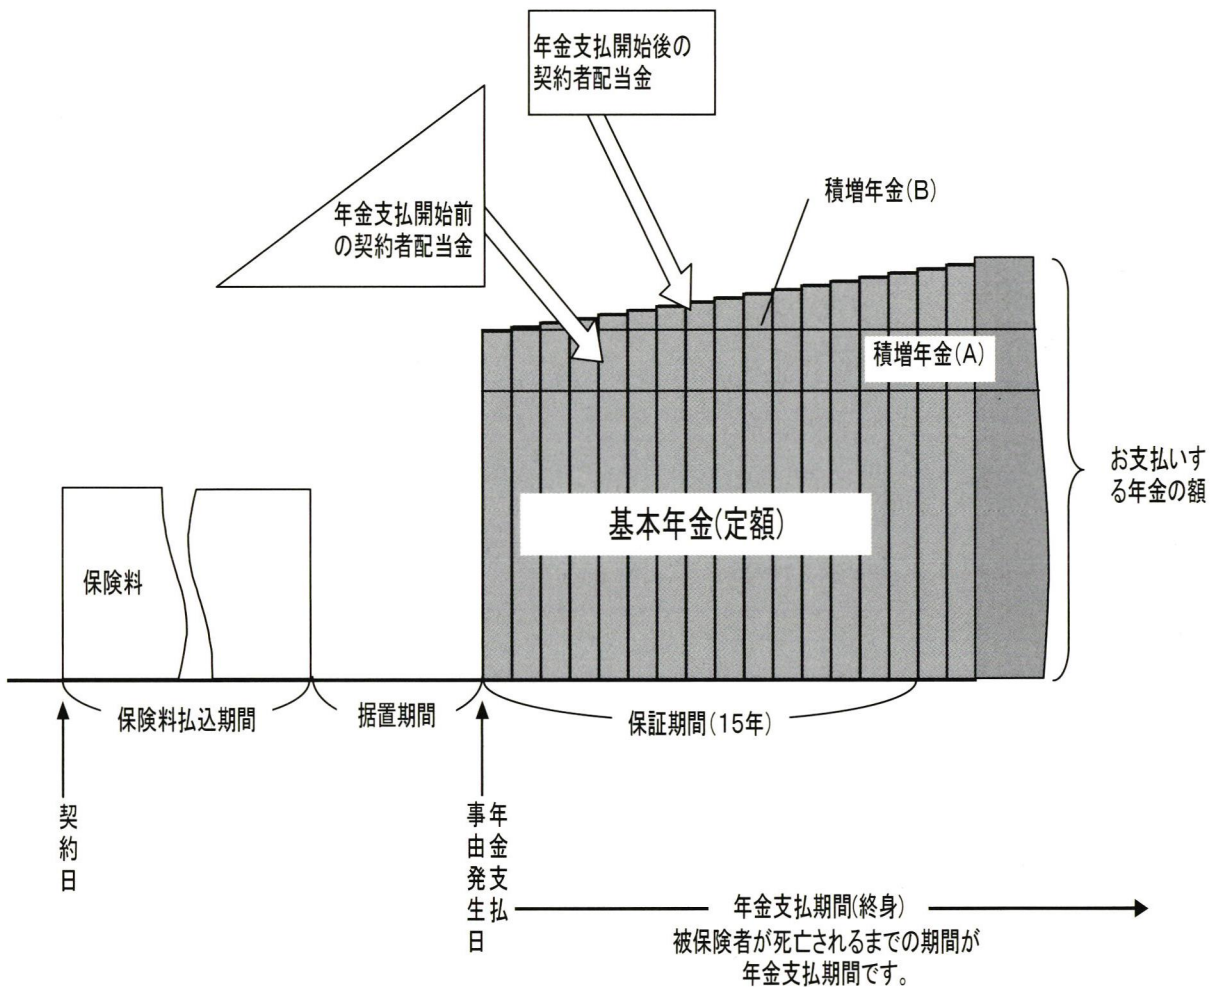 年金支払開始後の
契約者配当金
年金支払開始前
の契約者配当金
積増年金(B)
積増年金(A)
お支払いす
る年金の額
基本年金(定額)
保険料
保険料払込期間
据置期間
保証期間(15年)
契約日
年金支払
事由発生日
年金支払期間(終身)
被保険者が死亡されるまでの期間が
年金支払期間です。